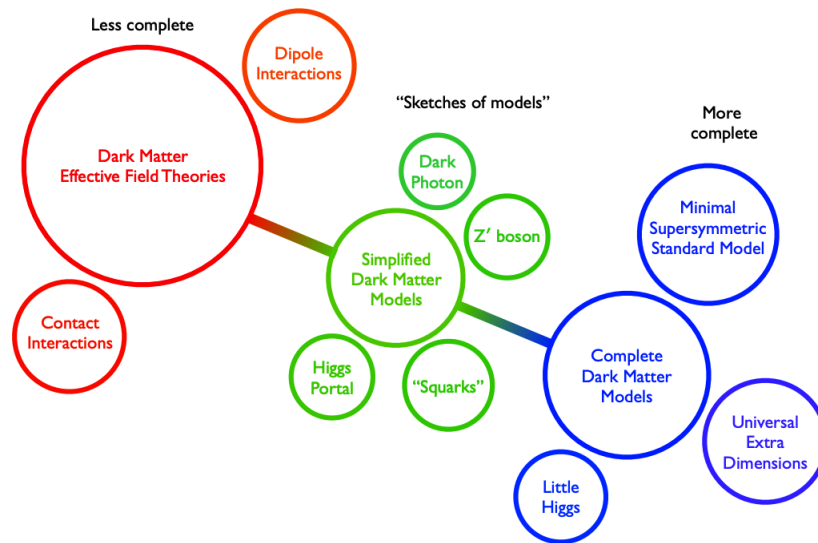 Less complete
Dipole
Interactions
Dark Matter
Effective Field Theories
Contact
Interactions
“Sketches of models”
Dark
Photon
Z′ boson
Simplified
Dark Matter
Models
Higgs
Portal
“Squarks”
More
complete
Minimal
Supersymmetric
Standard Model
Complete
Dark Matter
Models
Universal
Extra
Dimensions
Little
Higgs